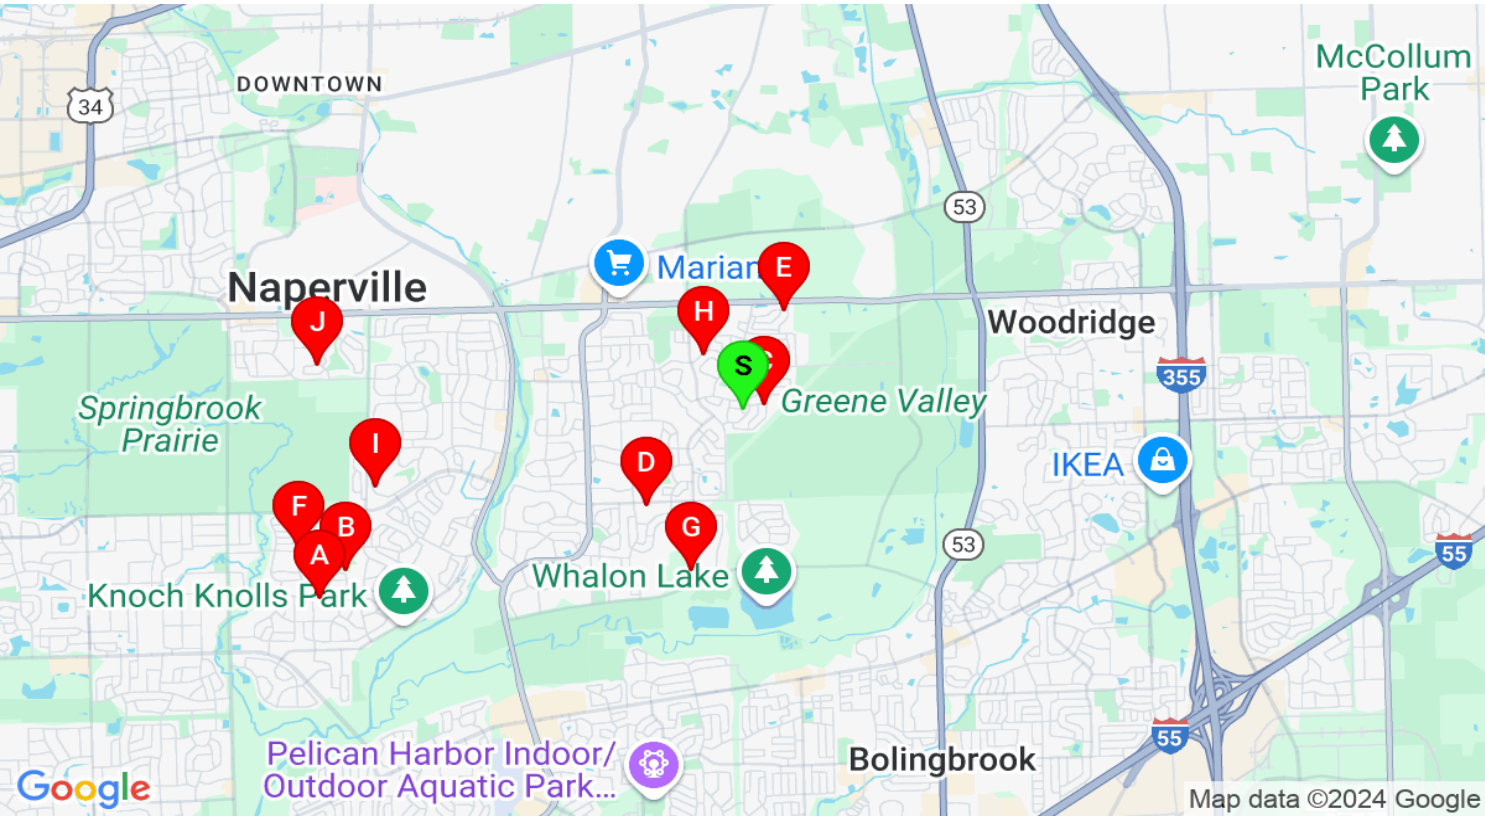 McCollum
Park
DOWNTOWN
34
53
Marian
E
Naperville
H
J
Woodridge
S
C
355
Greene Valley
Springbrook
Prairie
I
D
IKEA
F
B
G
A
53
55
Whalon Lake
Knoch Knolls Park
55
Pelican Harbor Indoor/
Outdoor Aquatic Park...
Bolingbrook
Google
Map data ©2024 Google